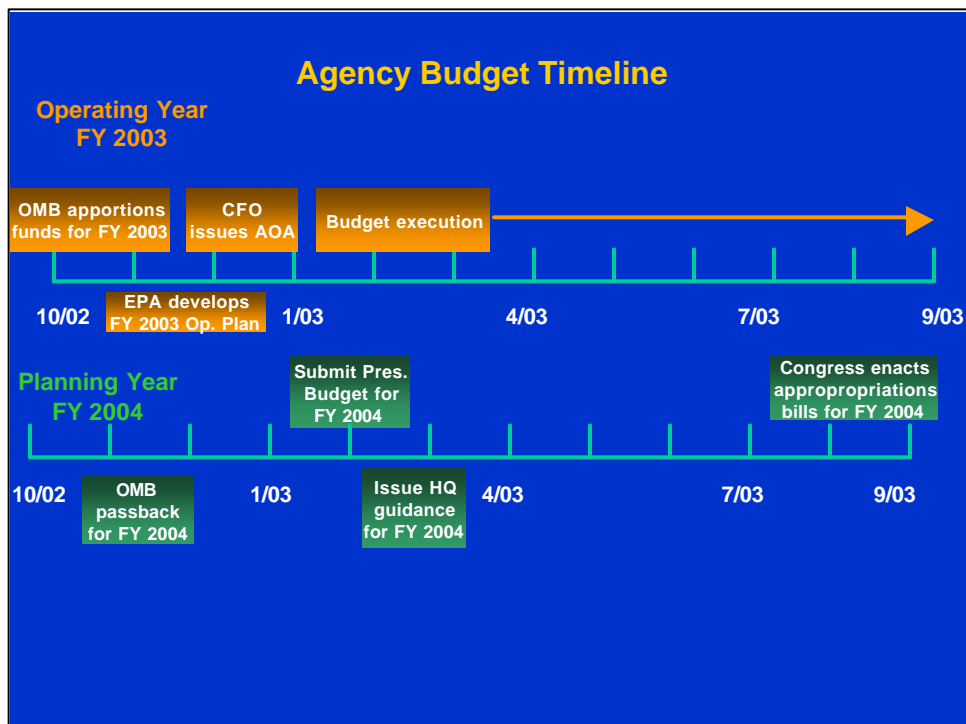 Agency Budget Timeline
Operating Year
FY 2003
OMB apportions
funds for FY 2003
CFO
issues AOA
Budget execution
10/02
EPA develops
FY 2003 Op. Plan
1/03
4/03
7/03
9/03
Planning Year
FY 2004
Submit Pres.
Budget for
FY 2004
Congress enacts
appropropriations
bills for FY 2004
10/02
OMB
passback
for FY 2004
1/03
Issue HQ
guidance
for FY 2004
4/03
7/03
9/03